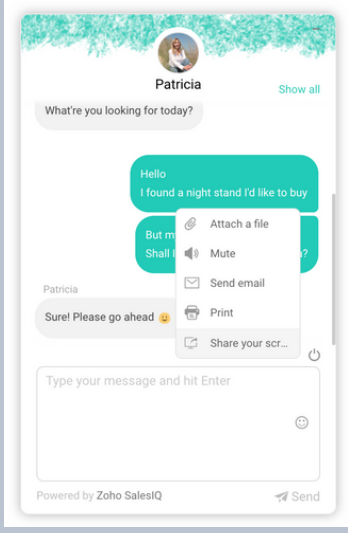 Patricia
Show all
What're you looking for today?
Hello
I found a night stand I'd like to buy
But m
Shall I
?
Patricia
Sure! Please go ahead
Attach a file
Mute
Send email
Print
Share your scr...
Type your message and hit Enter
Powered by Zoho SalesIQ
Send